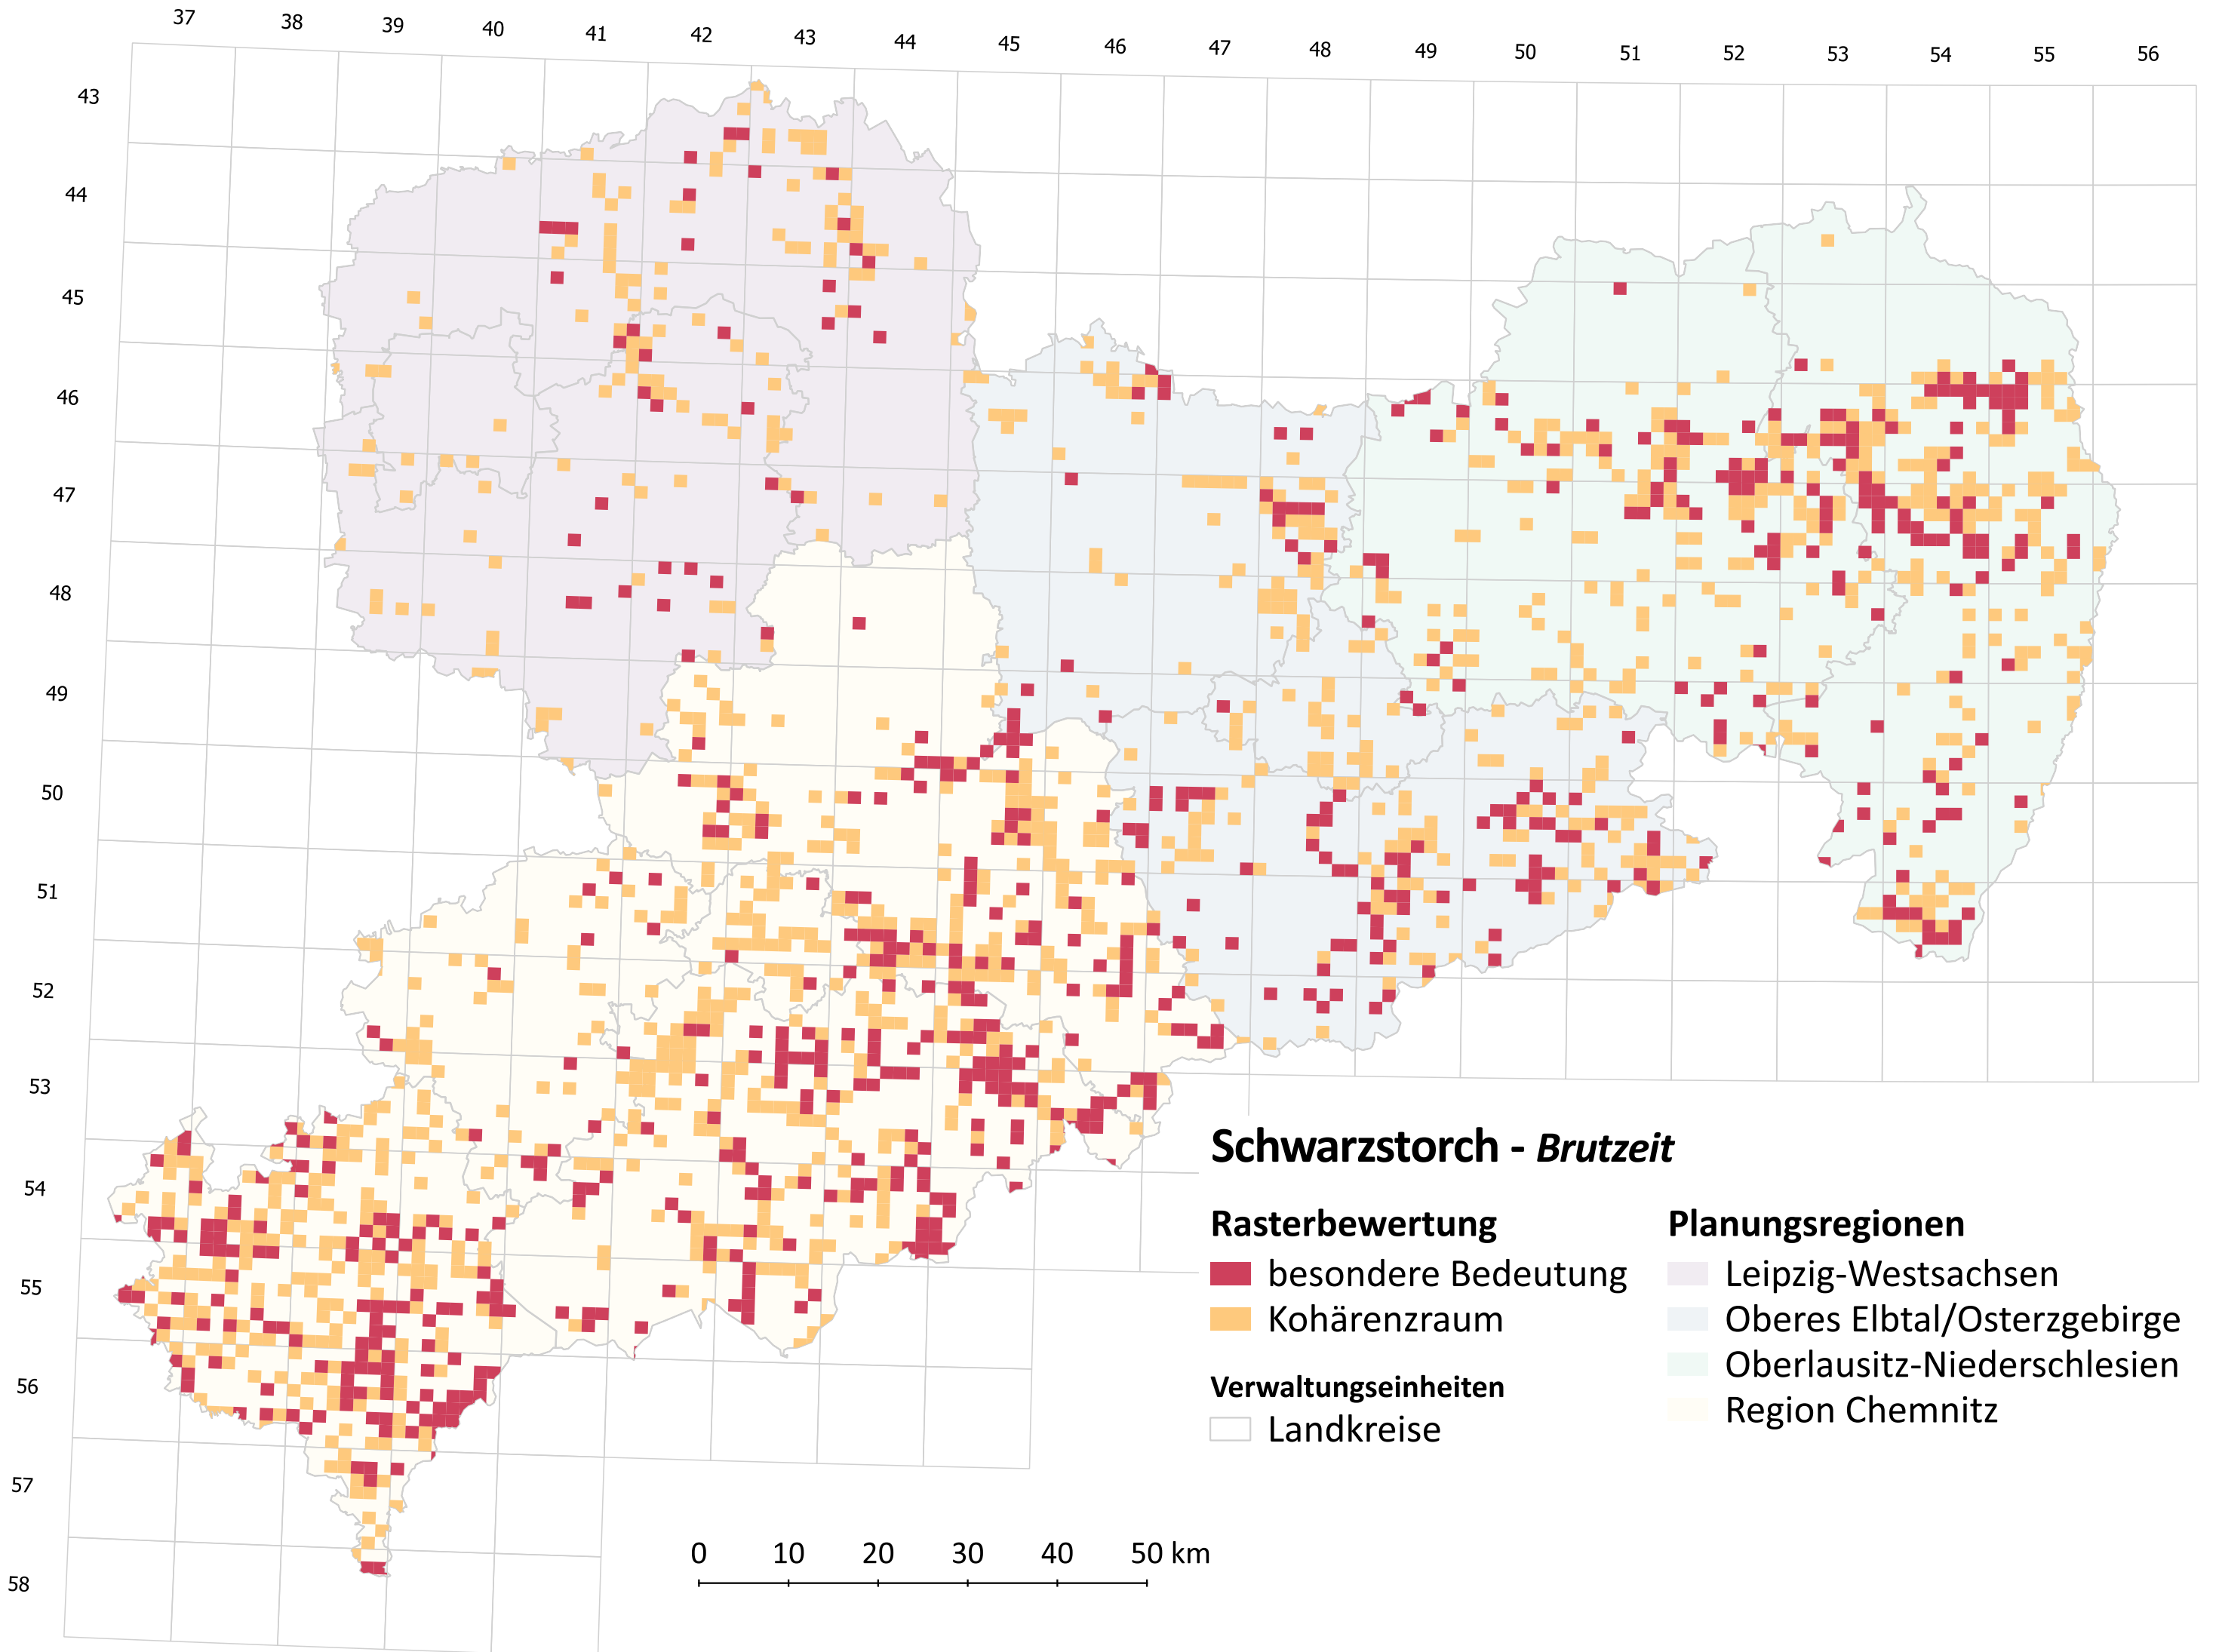 37 38 39 40 41 42 43 44 45 46 47 48 49 50 51 52 53 54 55 56
43
44
45
46
47
48
49
50
51
52
53
54
55
56
57
58
Schwarzstorch - Brutzeit
Rasterbewertung
besondere Bedeutung
Kohärenzraum
Verwaltungseinheiten
Landkreise
Planungsregionen
Leipzig-Westsachsen
Oberes Elbtal/Osterzgebirge
Oberlausitz-Niederschlesien
Region Chemnitz
0 10 20 30 40 50 km